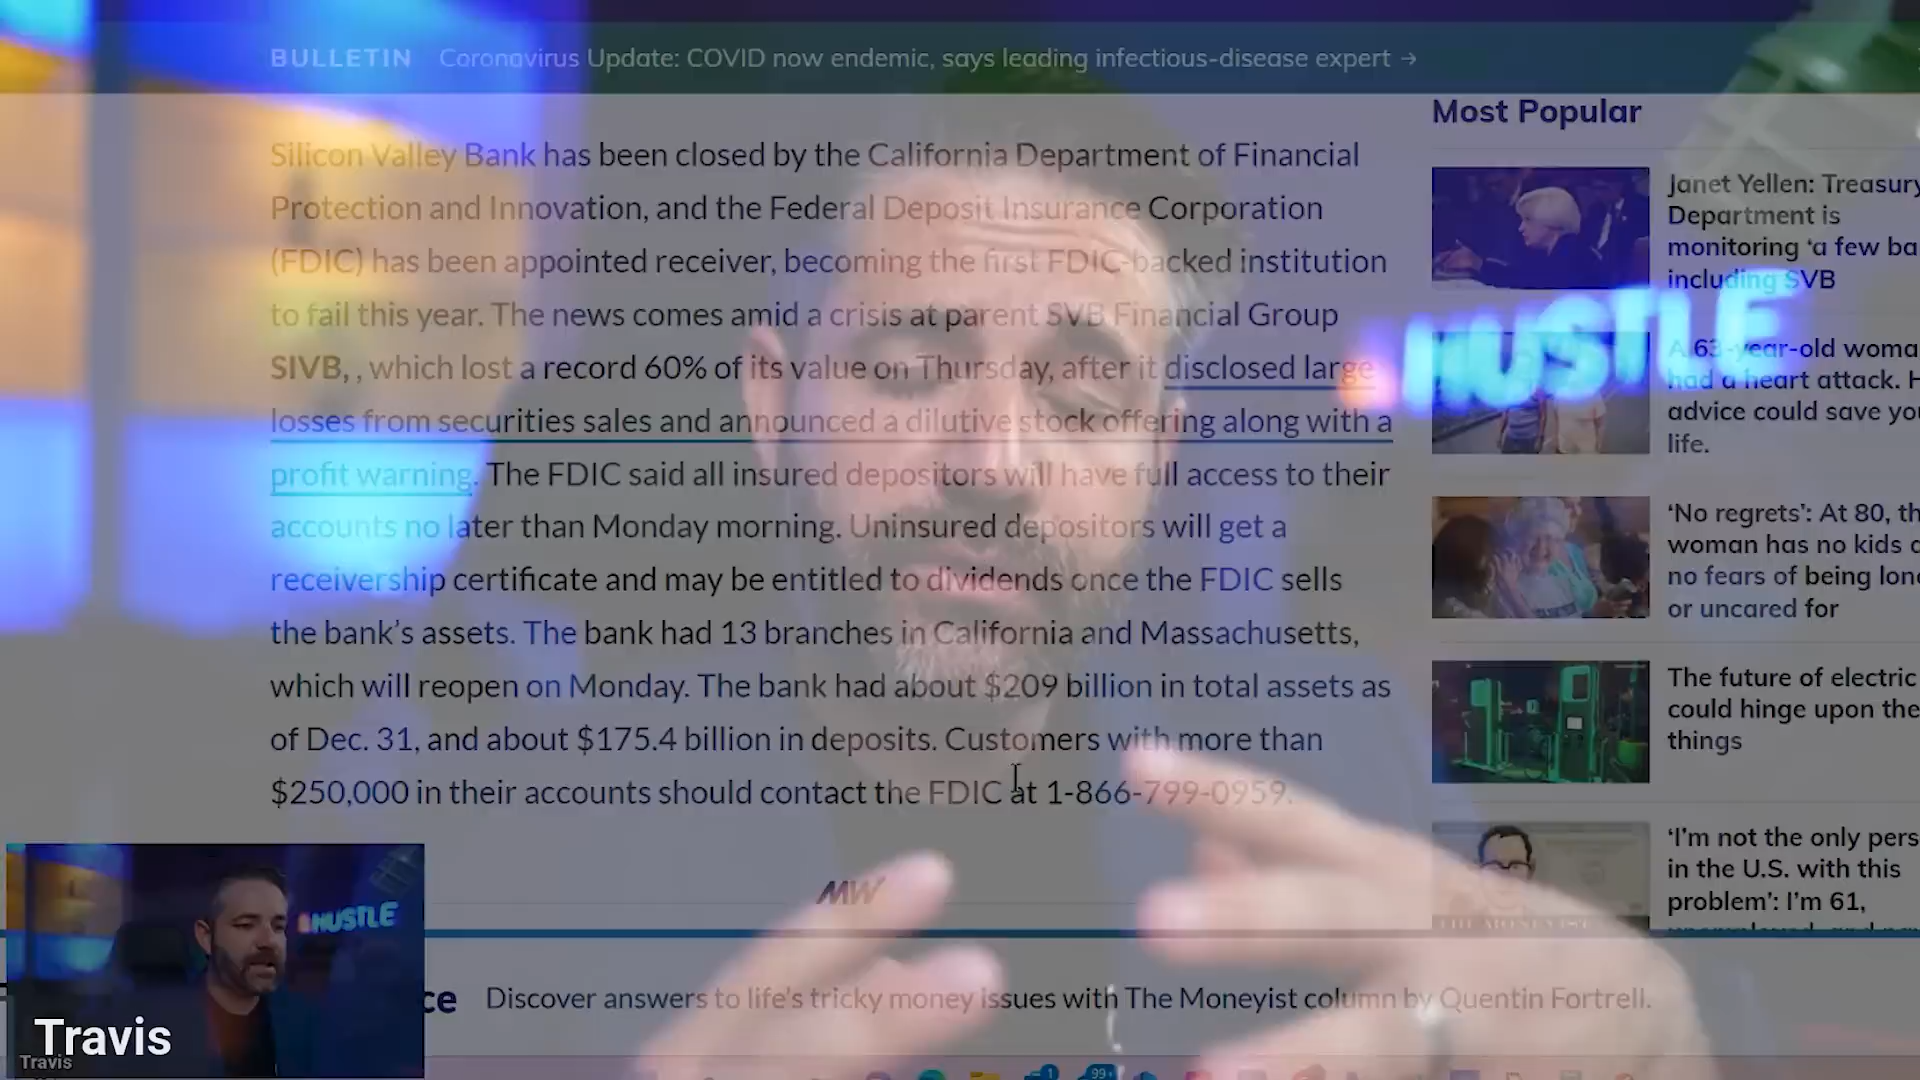 BULLETIN Coronavirus Update: COVID now endemic, says leading infectious-disease expert →
Silicon Valley Bank has been closed by the California Department of Financial
Protection and Innovation, and the Federal Deposit Insurance Corporation
(FDIC) has been appointed receiver, becoming the first FDIC-backed institution
to fail this year. The news comes amid a crisis at parent SVB Financial Group
SIVB, , which lost a record 60% of its value on Thursday, after it disclosed large
losses from securities sales and announced a dilutive stock offering along with a
profit warning. The FDIC said all insured depositors will have full access to their
accounts no later than Monday morning. Uninsured depositors will get a
receivership certificate and may be entitled to dividends once the FDIC sells
the bank's assets. The bank had 13 branches in California and Massachusetts,
which will reopen on Monday. The bank had about $209 billion in total assets as
of Dec. 31, and about $175.4 billion in deposits. Customers with more than
$250,000 in their accounts should contact the FDIC at 1-866-799-0959.
MW
Most Popular
Janet Yellen: Treasury
Department is
monitoring ‘a few ba
including SVB
HUSTLE
A 63-year-old woma
had a heart attack. H
advice could save you
life.
‘No regrets’: At 80, th
woman has no kids a
no fears of being lone
or uncared for
The future of electric
could hinge upon the
things
‘I’m not the only pers
in the U.S. with this
problem’: I’m 61,
THE MONEYIST
HUSTLE
ce Discover answers to life’s tricky money issues with The Moneyist column by Quentin Fortrell.
Travis
Travis
1
99+